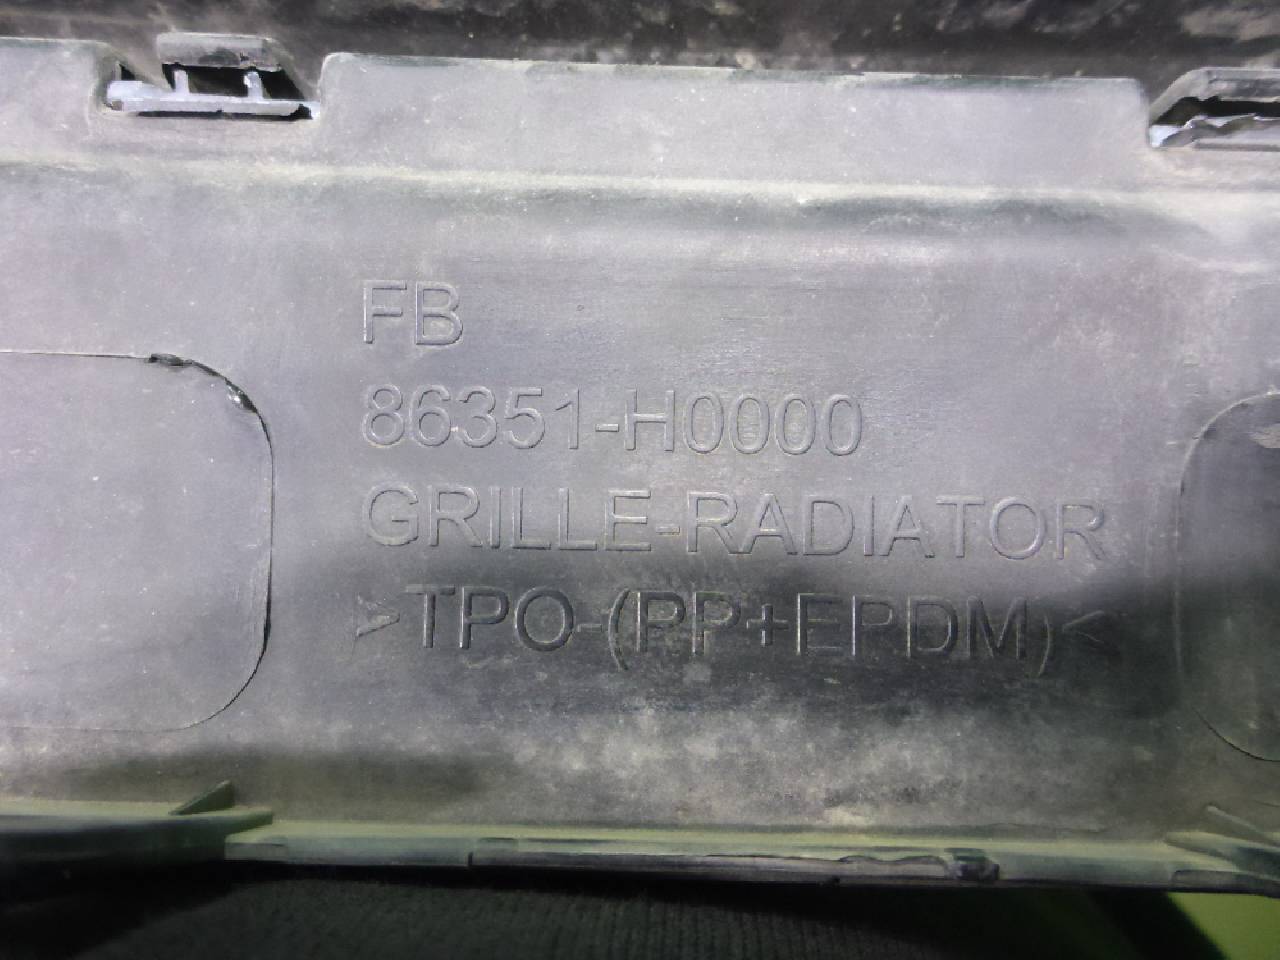 FB
86351-H0000
GRILLE-RADIATOR
>TPO-(PP+EPDM)<